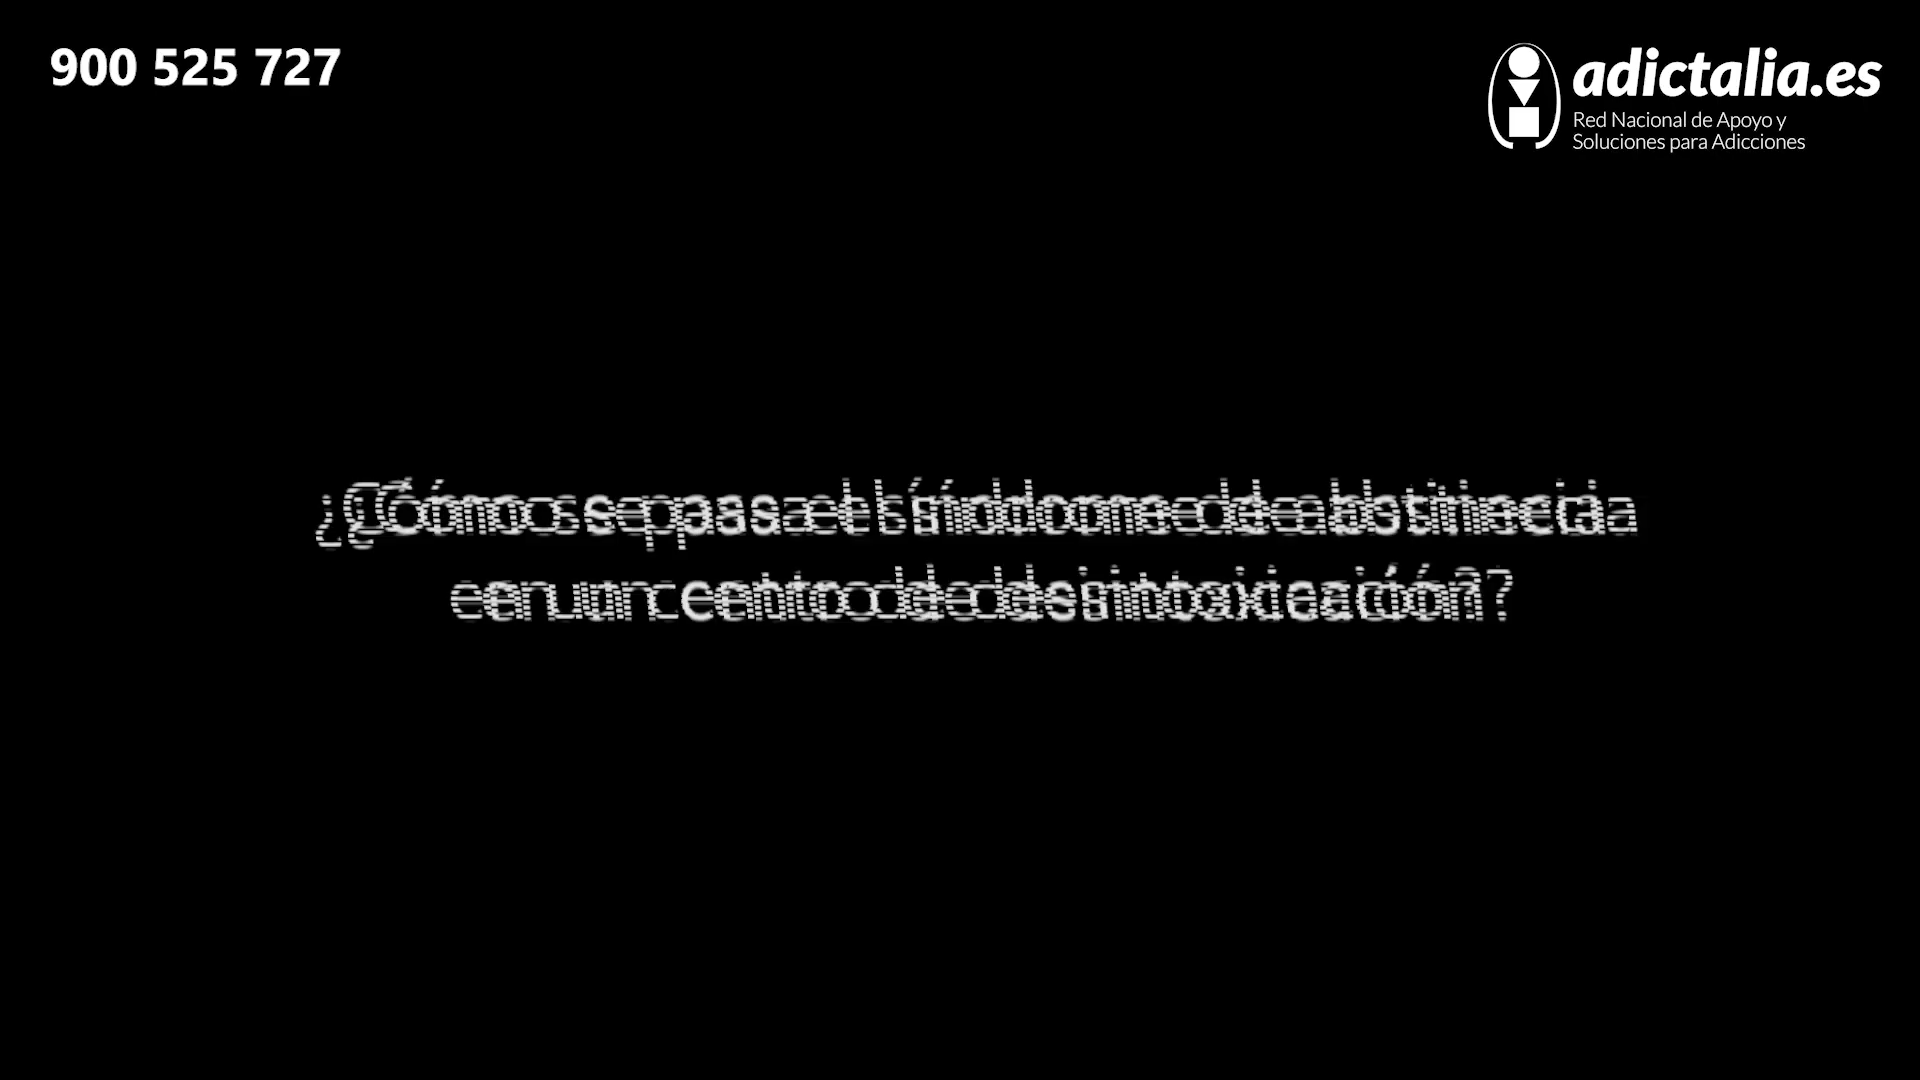 900 525 727
adictalia.es
Red Nacional de Apoyo y
Soluciones para Adicciones
¿Cómo se pasa el síndrome de abstinencia
en un centro de desintoxicación?